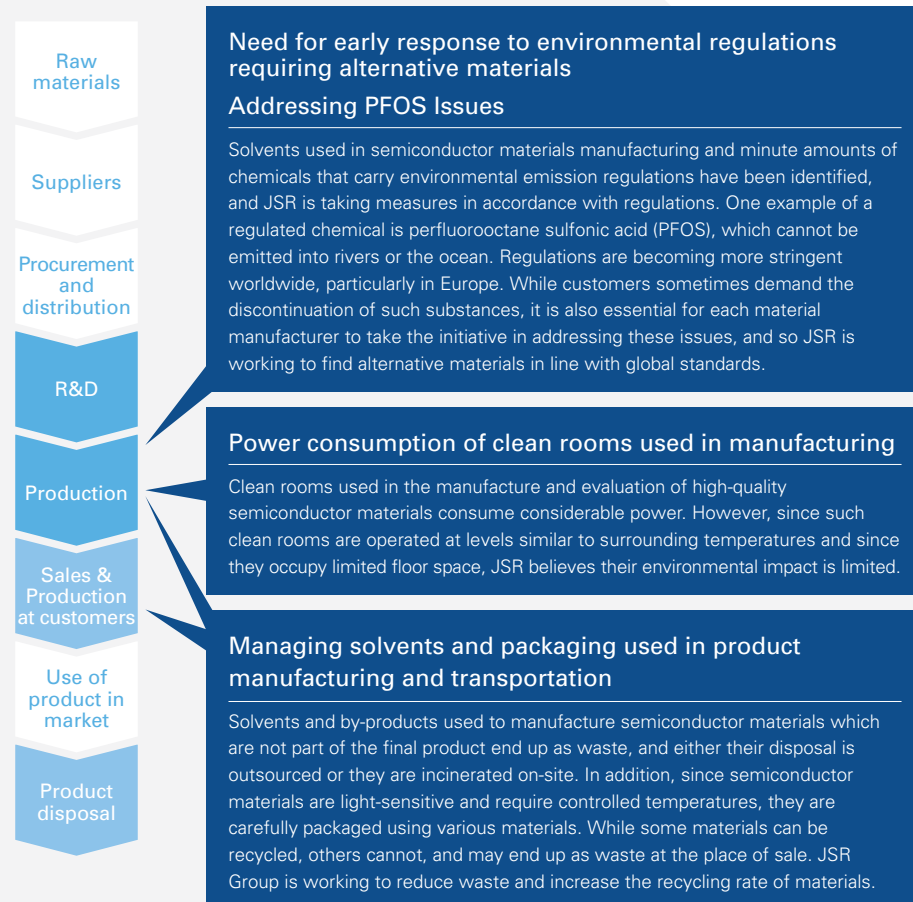 Raw
materials
Suppliers
Procurement
and
distribution
R&D
Production
Sales &
Production
at customers
Use of
product in
market
Product
disposal
Need for early response to environmental regulations
requiring alternative materials
Addressing PFOS Issues
Solvents used in semiconductor materials manufacturing and minute amounts of
chemicals that carry environmental emission regulations have been identified,
and JSR is taking measures in accordance with regulations. One example of a
regulated chemical is perfluorooctane sulfonic acid (PFOS), which cannot be
emitted into rivers or the ocean. Regulations are becoming more stringent
worldwide, particularly in Europe. While customers sometimes demand the
discontinuation of such substances, it is also essential for each material
manufacturer to take the initiative in addressing these issues, and so JSR is
working to find alternative materials in line with global standards.
Power consumption of clean rooms used in manufacturing
Clean rooms used in the manufacture and evaluation of high-quality
semiconductor materials consume considerable power. However, since such
clean rooms are operated at levels similar to surrounding temperatures and since
they occupy limited floor space, JSR believes their environmental impact is limited.
Managing solvents and packaging used in product
manufacturing and transportation
Solvents and by-products used to manufacture semiconductor materials which
are not part of the final product end up as waste, and either their disposal is
outsourced or they are incinerated on-site. In addition, since semiconductor
materials are light-sensitive and require controlled temperatures, they are
carefully packaged using various materials. While some materials can be
recycled, others cannot, and may end up as waste at the place of sale. JSR
Group is working to reduce waste and increase the recycling rate of materials.